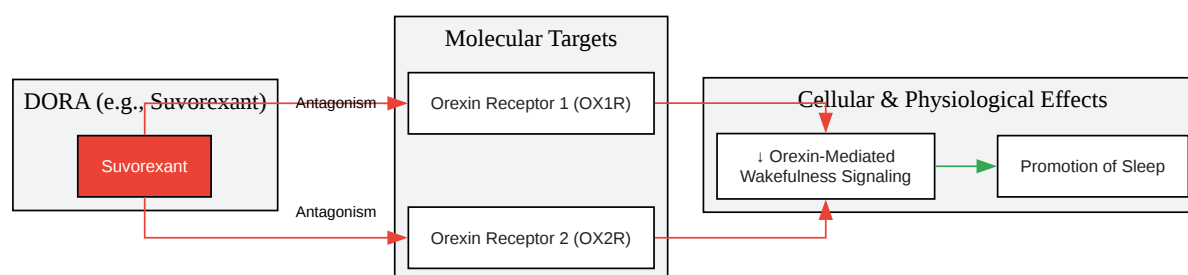 DORA (e.g., Suvorexant)
Suvorexant
Antagonism
Antagonism
Molecular Targets
Orexin Receptor 1 (OX1R)
Orexin Receptor 2 (OX2R)
Cellular & Physiological Effects
↓ Orexin-Mediated
Wakefulness Signaling
Promotion of Sleep